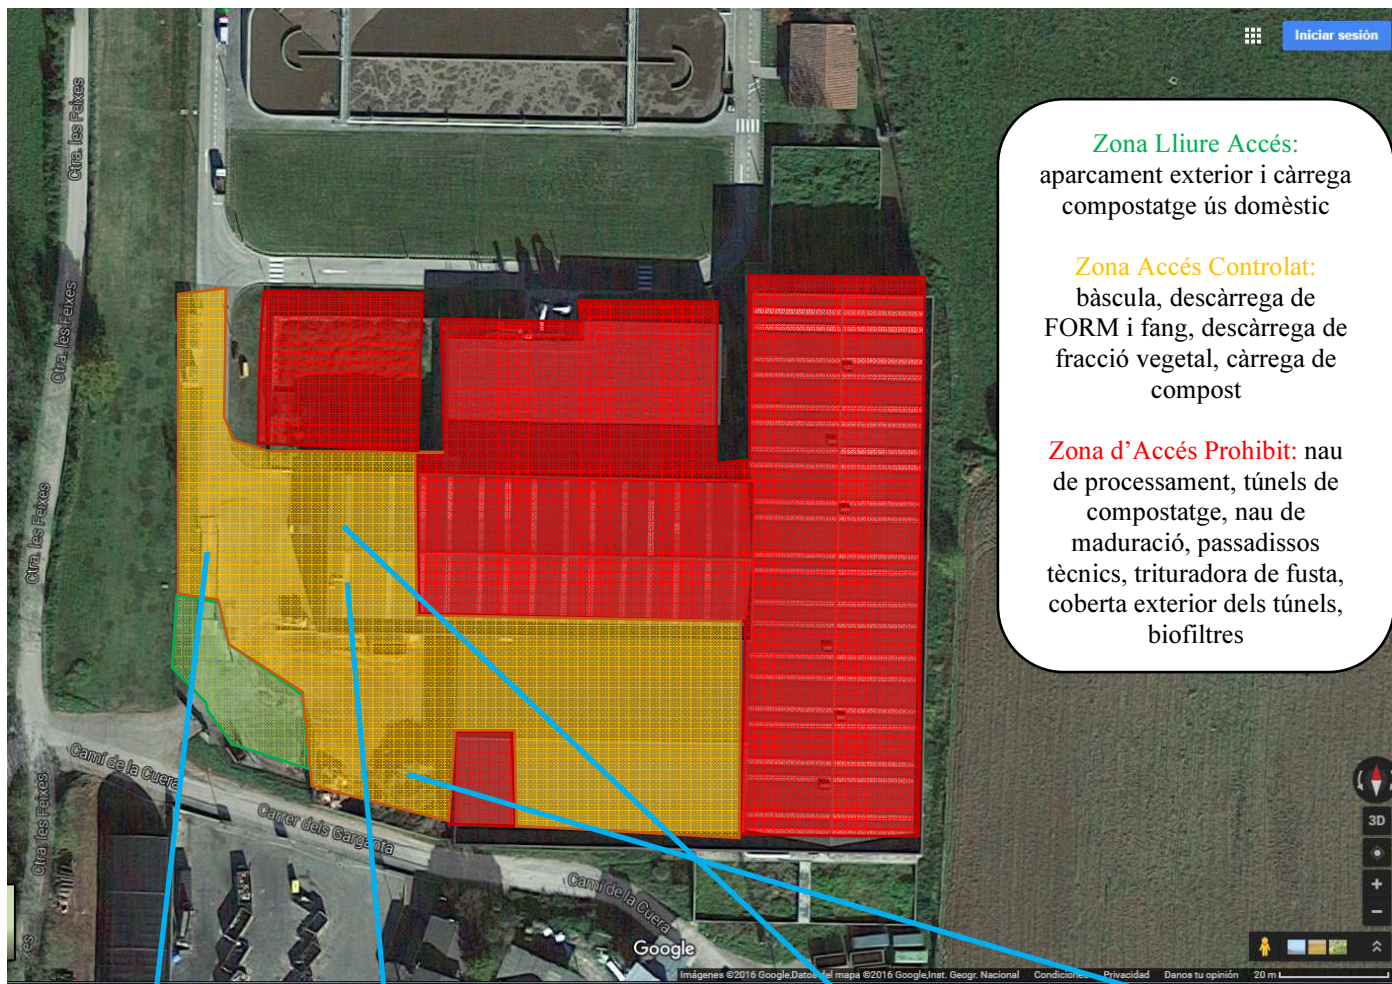 Iniciar sesión
Ctra. les Feixes
Zona Lliure Accés:
aparcament exterior i càrrega
compostatge ús domèstic
Zona Accés Controlat:
bàscula, descàrrega de
FORM i fang, descàrrega de
fracció vegetal, càrrega de
compost
Zona d'Accés Prohibit: nau
de processament, túnels de
compostatge, nau de
maduració, passadissos
tècnics, trituradora de fusta,
coberta exterior dels túnels,
biofiltres
Ctra. les Feixes
Ctra. les Feixes
Camí de la Cuera
Carrer dels Garganta
Ctra. les Feixes
Camí de la Cuera
3D
Google
Imágenes ©2016 Google,Datos del mapa ©2016 Google,Inst. Geogr. Nacional Condiciones Privacidad Danos tu opinión 20 m